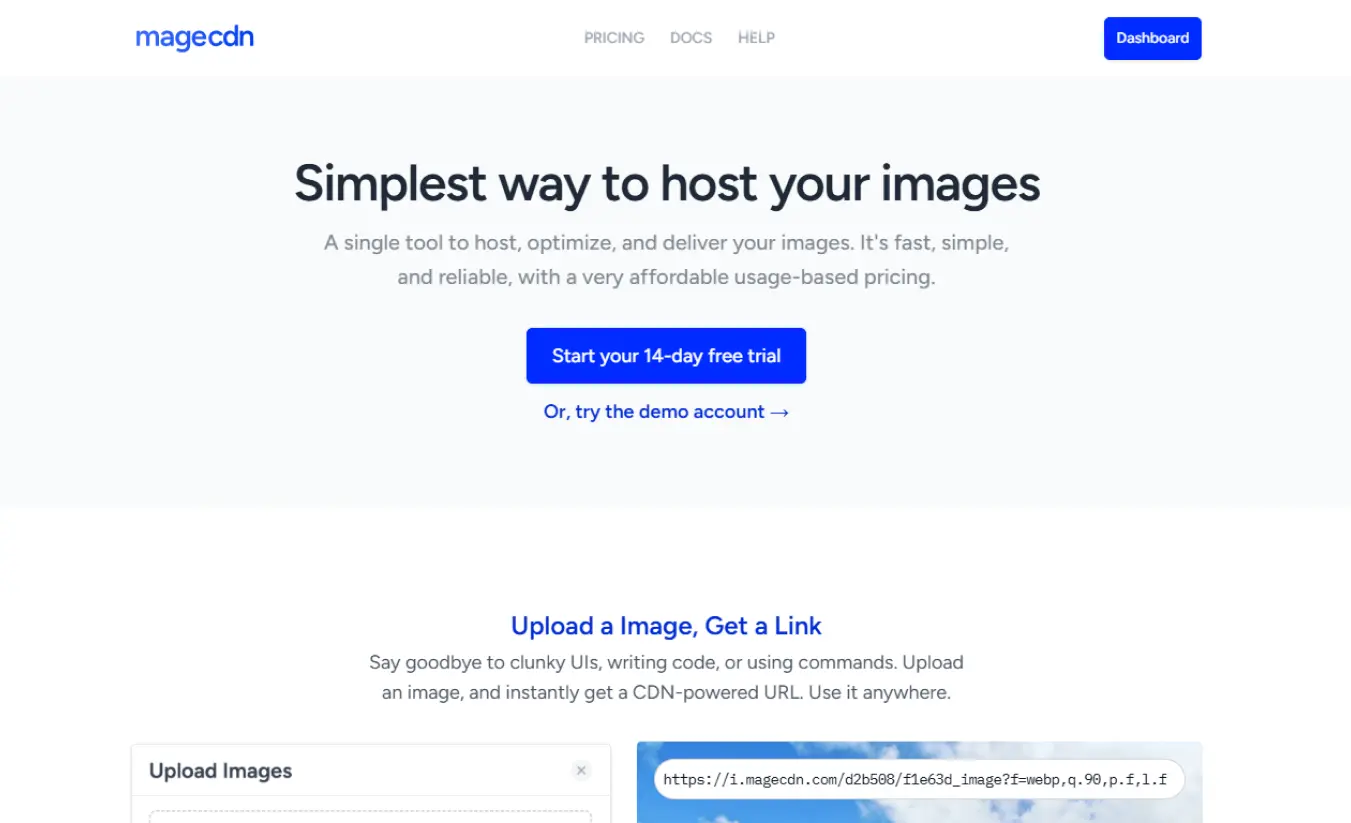 magecdn
PRICING
DOCS
HELP
Dashboard
Simplest way to host your images
A single tool to host, optimize, and deliver your images. It's fast, simple,
and reliable, with a very affordable usage-based pricing.
Start your 14-day free trial
Or, try the demo account →
Upload a Image, Get a Link
Say goodbye to clunky UIs, writing code, or using commands. Upload
an image, and instantly get a CDN-powered URL. Use it anywhere.
Upload Images
https://i.magecdn.com/d2b508/f1e63d_image?f=webp,q.90,p.f,l.f